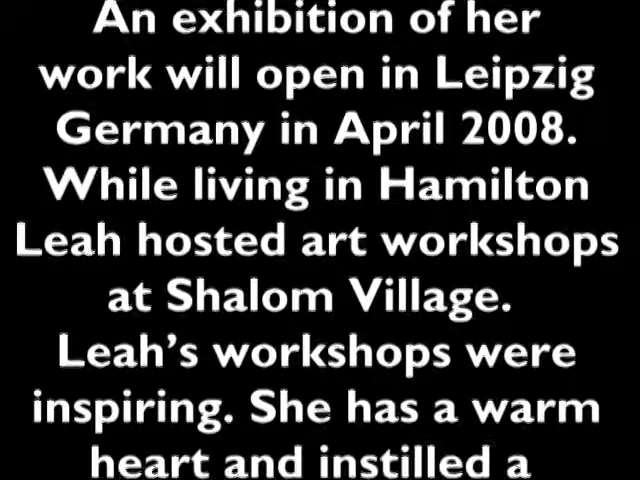 An exhibition of her
work will open in Leipzig
Germany in April 2008.
While living in Hamilton
Leah hosted art workshops
at Shalom Village.
Leah’s workshops were
inspiring. She has a warm
heart and instilled a